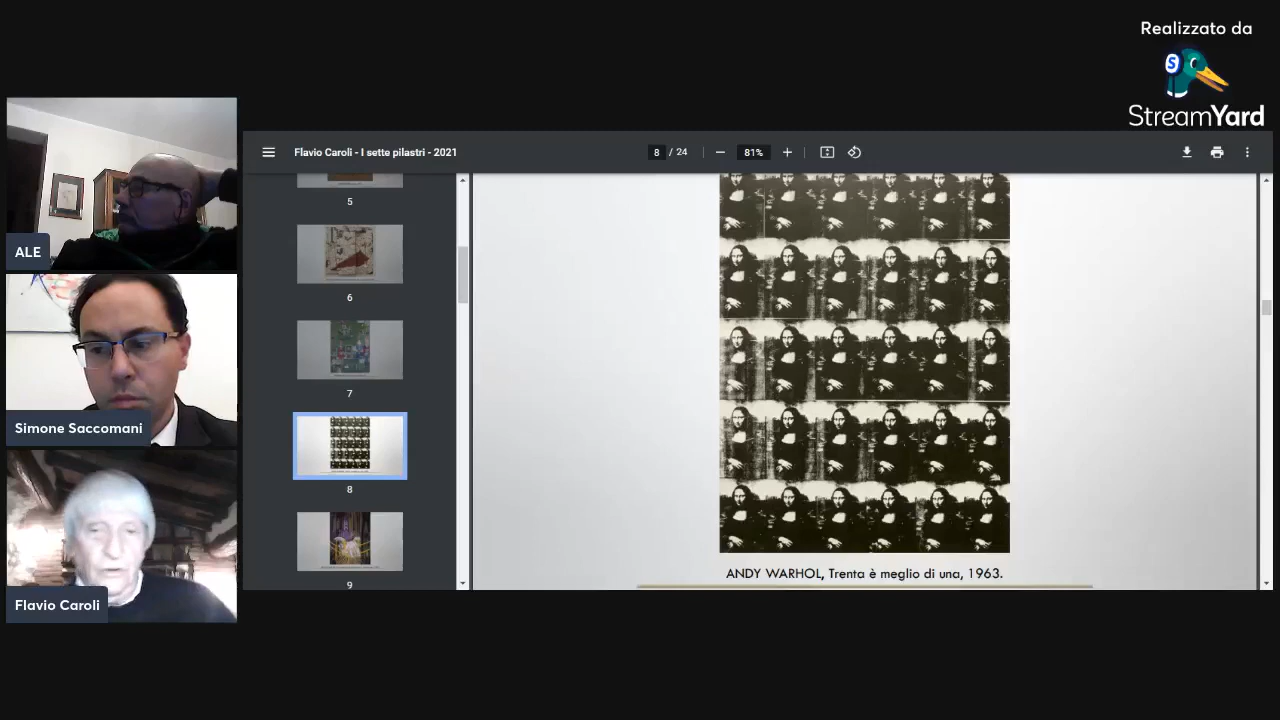 Realizzato da
StreamYard
Flavio Caroli - I sette pilastri - 2021
8 / 24
81%
ALE
Simone Saccomani
Flavio Caroli
5
6
7
8
9
ANDY WARHOL, Trenta è meglio di una, 1963.